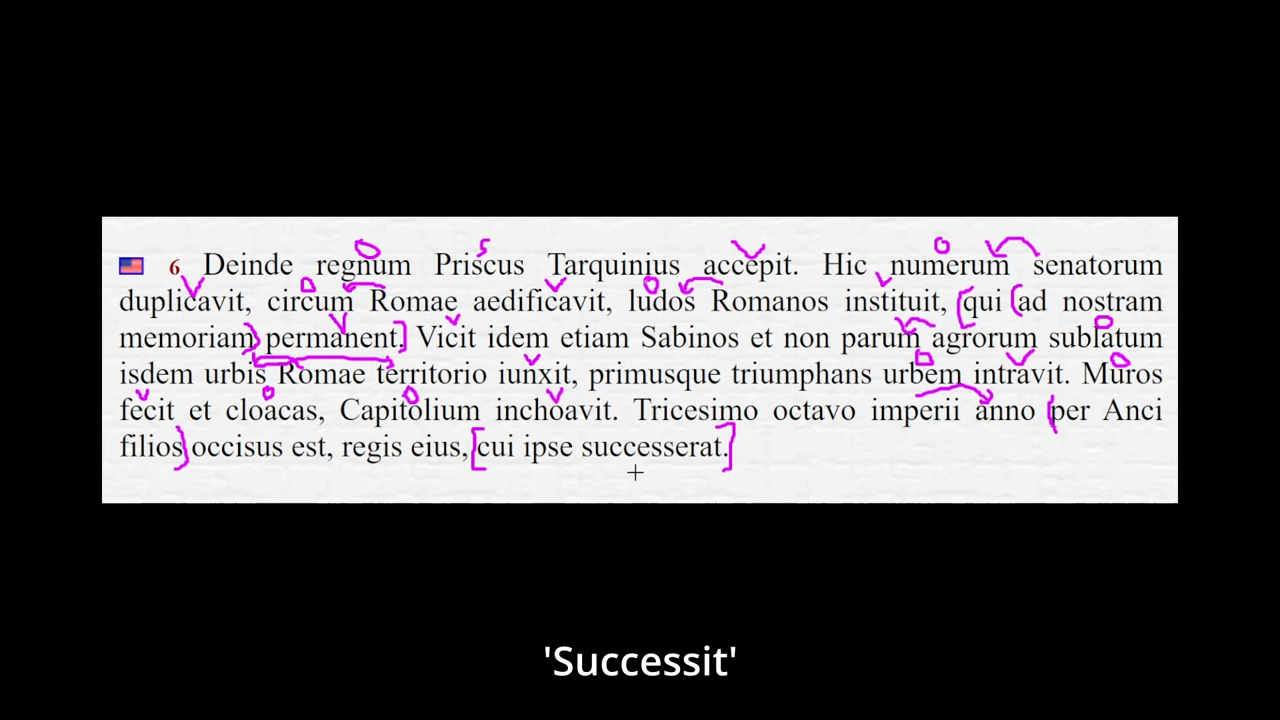 6 Deinde regnum Priscus Tarquinius accepit. Hic numerum senatorum
duplicavit, circum Romae aedificavit, ludos Romanos instituit, qui ad nostram
memoriam permanent. Vicit idem etiam Sabinos et non parum agrorum sublatum
isdem urbis Romae territorio iunxit, primusque triumphans urbem intravit. Muros
fecit et cloacas, Capitolium inchoavit. Tricesimo octavo imperii anno per Anci
filios occisus est, regis eius, cui ipse successerat.
'Successit'